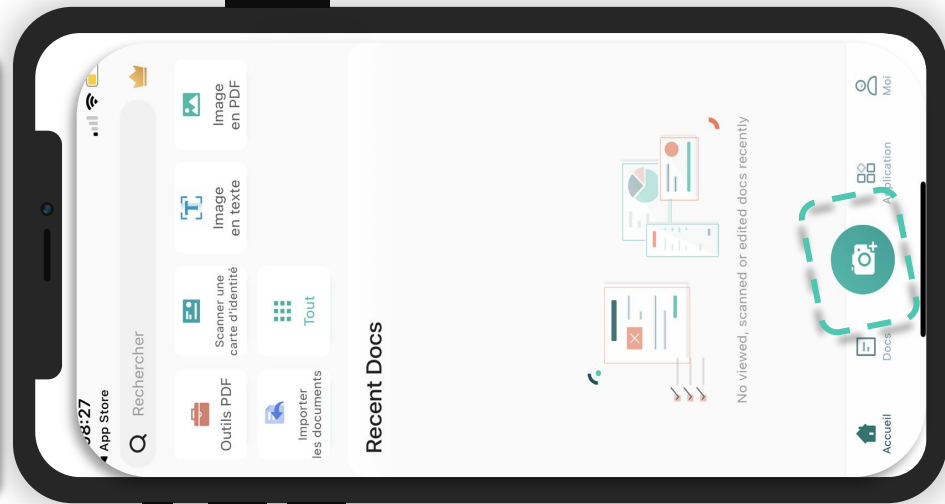 08:27
App Store
Rechercher
Outils PDF
Scanner une
carte d'identité
Image
en texte
Image
en PDF
Importer
les documents
Tout
Recent Docs
No viewed, scanned or edited docs recently
Accueil
Docs
Application
Moi